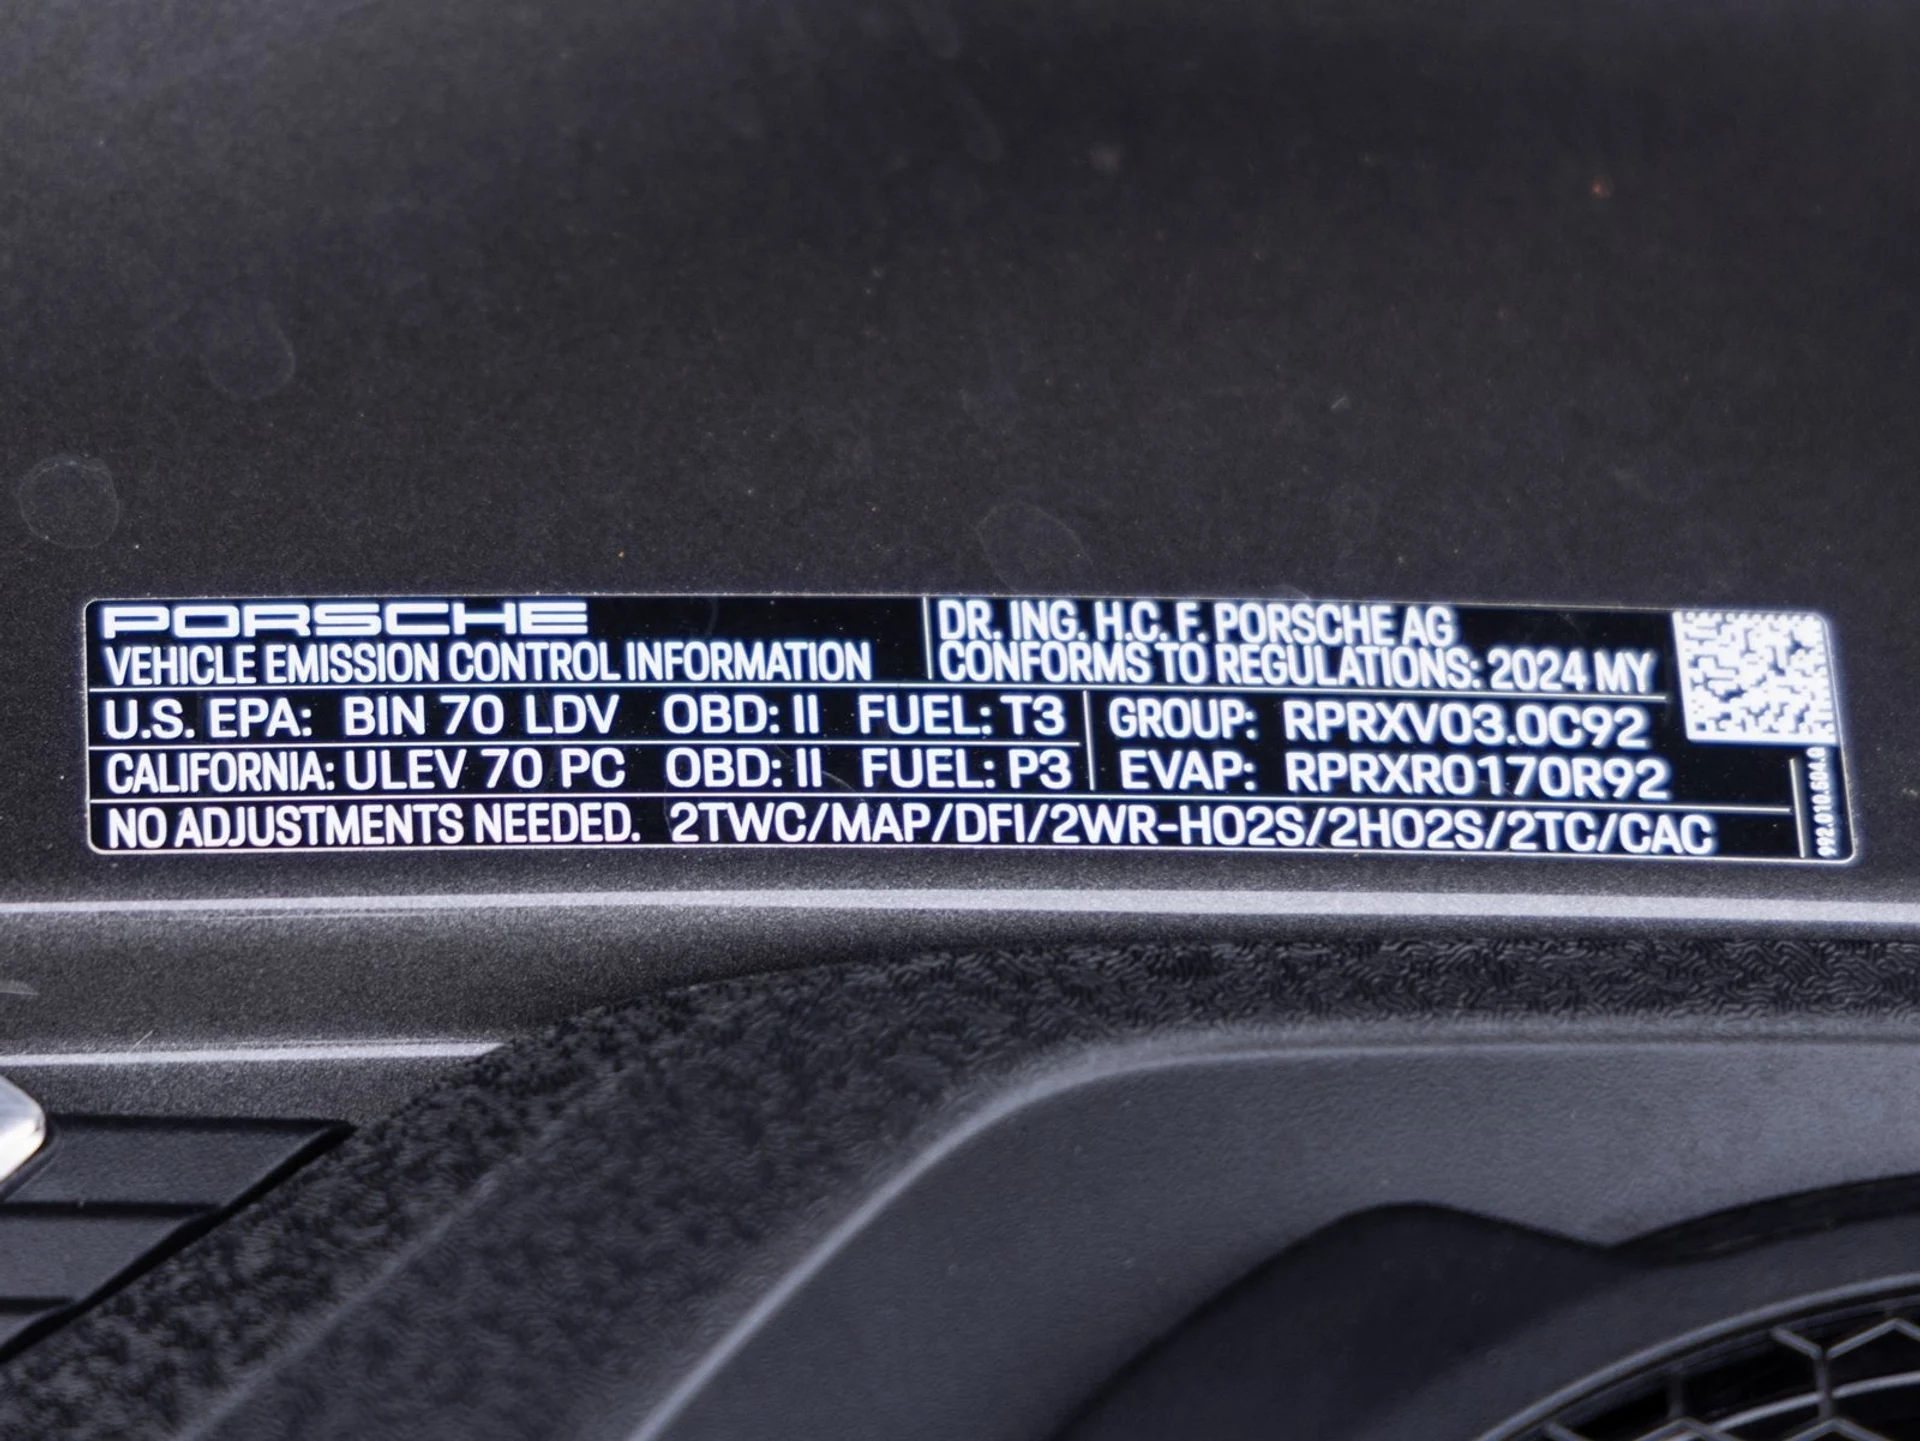 PORSCHE
VEHICLE EMISSION CONTROL INFORMATION
DR. ING. H.C. F. PORSCHE AG
CONFORMS TO REGULATIONS: 2024 MY
U.S. EPA: BIN 70 LDV OBD: II FUEL: T3
GROUP: RPRXV03.0C92
CALIFORNIA: ULEV 70 PC OBD: II FUEL: P3
EVAP: RPRXR0170R92
NO ADJUSTMENTS NEEDED. 2TWC/MAP/DFI/2WR-HO2S/2HO2S/2TC/CAC
992.010.604.Q